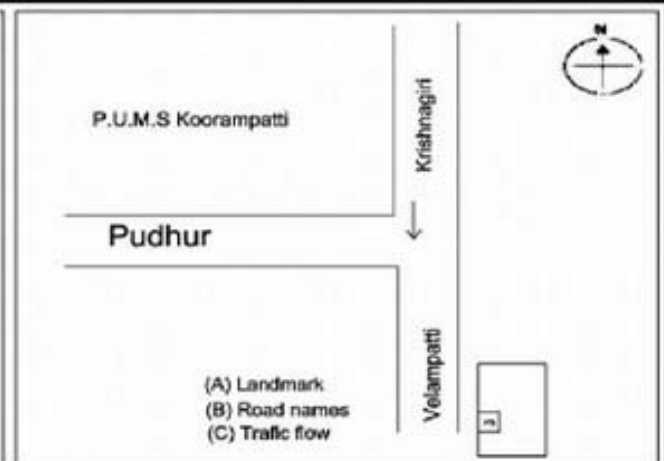 N
P.U.M.S Koorampatti
Krishnagiri
Pudhur
Velampatti
(A) Landmark
(B) Road names
(C) Trafic flow